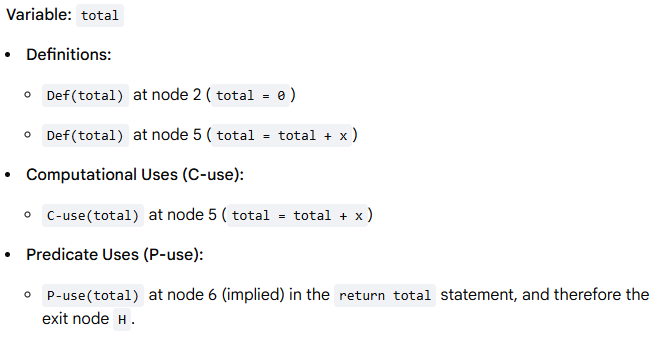 Variable: total
• Definitions:
○ Def(total) at node 2 ( total = 0 )
○ Def(total) at node 5 ( total = total + x )
• Computational Uses (C-use):
○ C-use(total) at node 5 ( total = total + x )
• Predicate Uses (P-use):
○ P-use(total) at node 6 (implied) in the return total statement, and therefore the
exit node H .